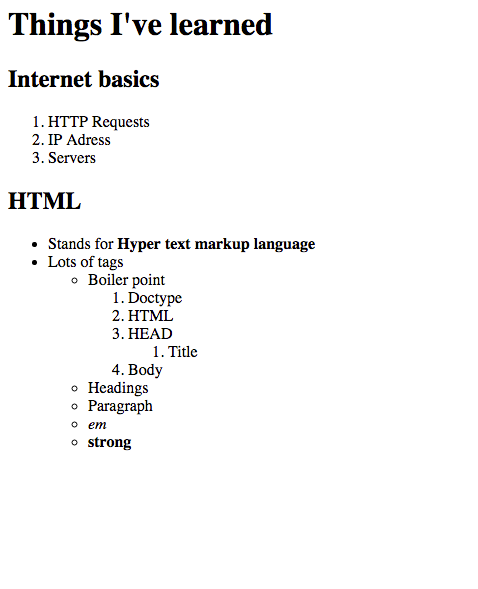 Things I've learned
Internet basics
1. HTTP Requests
2. IP Adress
3. Servers
HTML
• Stands for Hyper text markup language
• Lots of tags
◦ Boiler point
1. Doctype
2. HTML
3. HEAD
1. Title
4. Body
◦ Headings
◦ Paragraph
◦ em
◦ strong